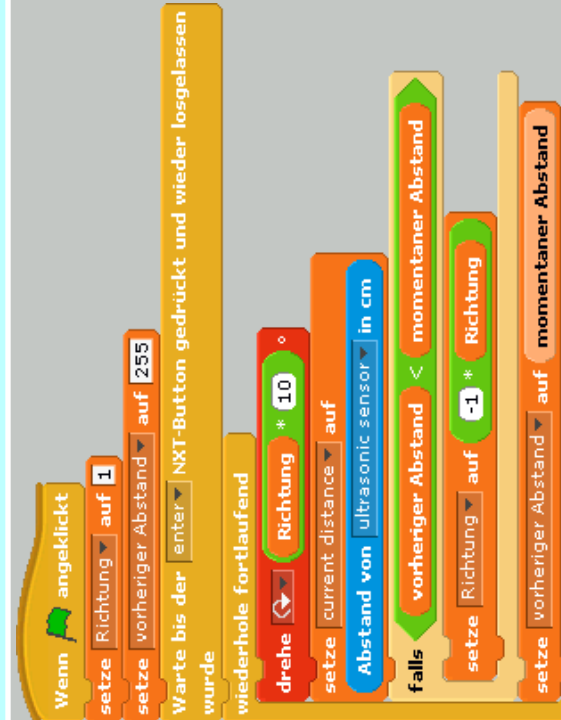 Wenn angeklickt
setze Richtung auf 1
setze vorheriger Abstand auf 255
Warte bis der enter NXT-Button gedrückt und wieder losgelassen
wurde
wiederhole fortlaufend
drehe Richtung * 10 °
setze current distance auf
Abstand von ultrasonic sensor in cm
falls vorheriger Abstand < momentaner Abstand
setze Richtung auf -1 * Richtung
setze vorheriger Abstand auf momentaner Abstand